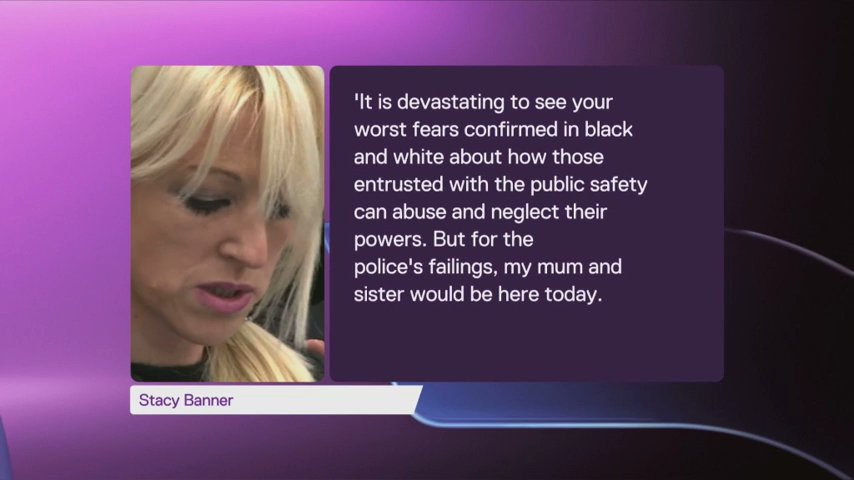 'It is devastating to see your
worst fears confirmed in black
and white about how those
entrusted with the public safety
can abuse and neglect their
powers. But for the
police's failings, my mum and
sister would be here today.
Stacy Banner